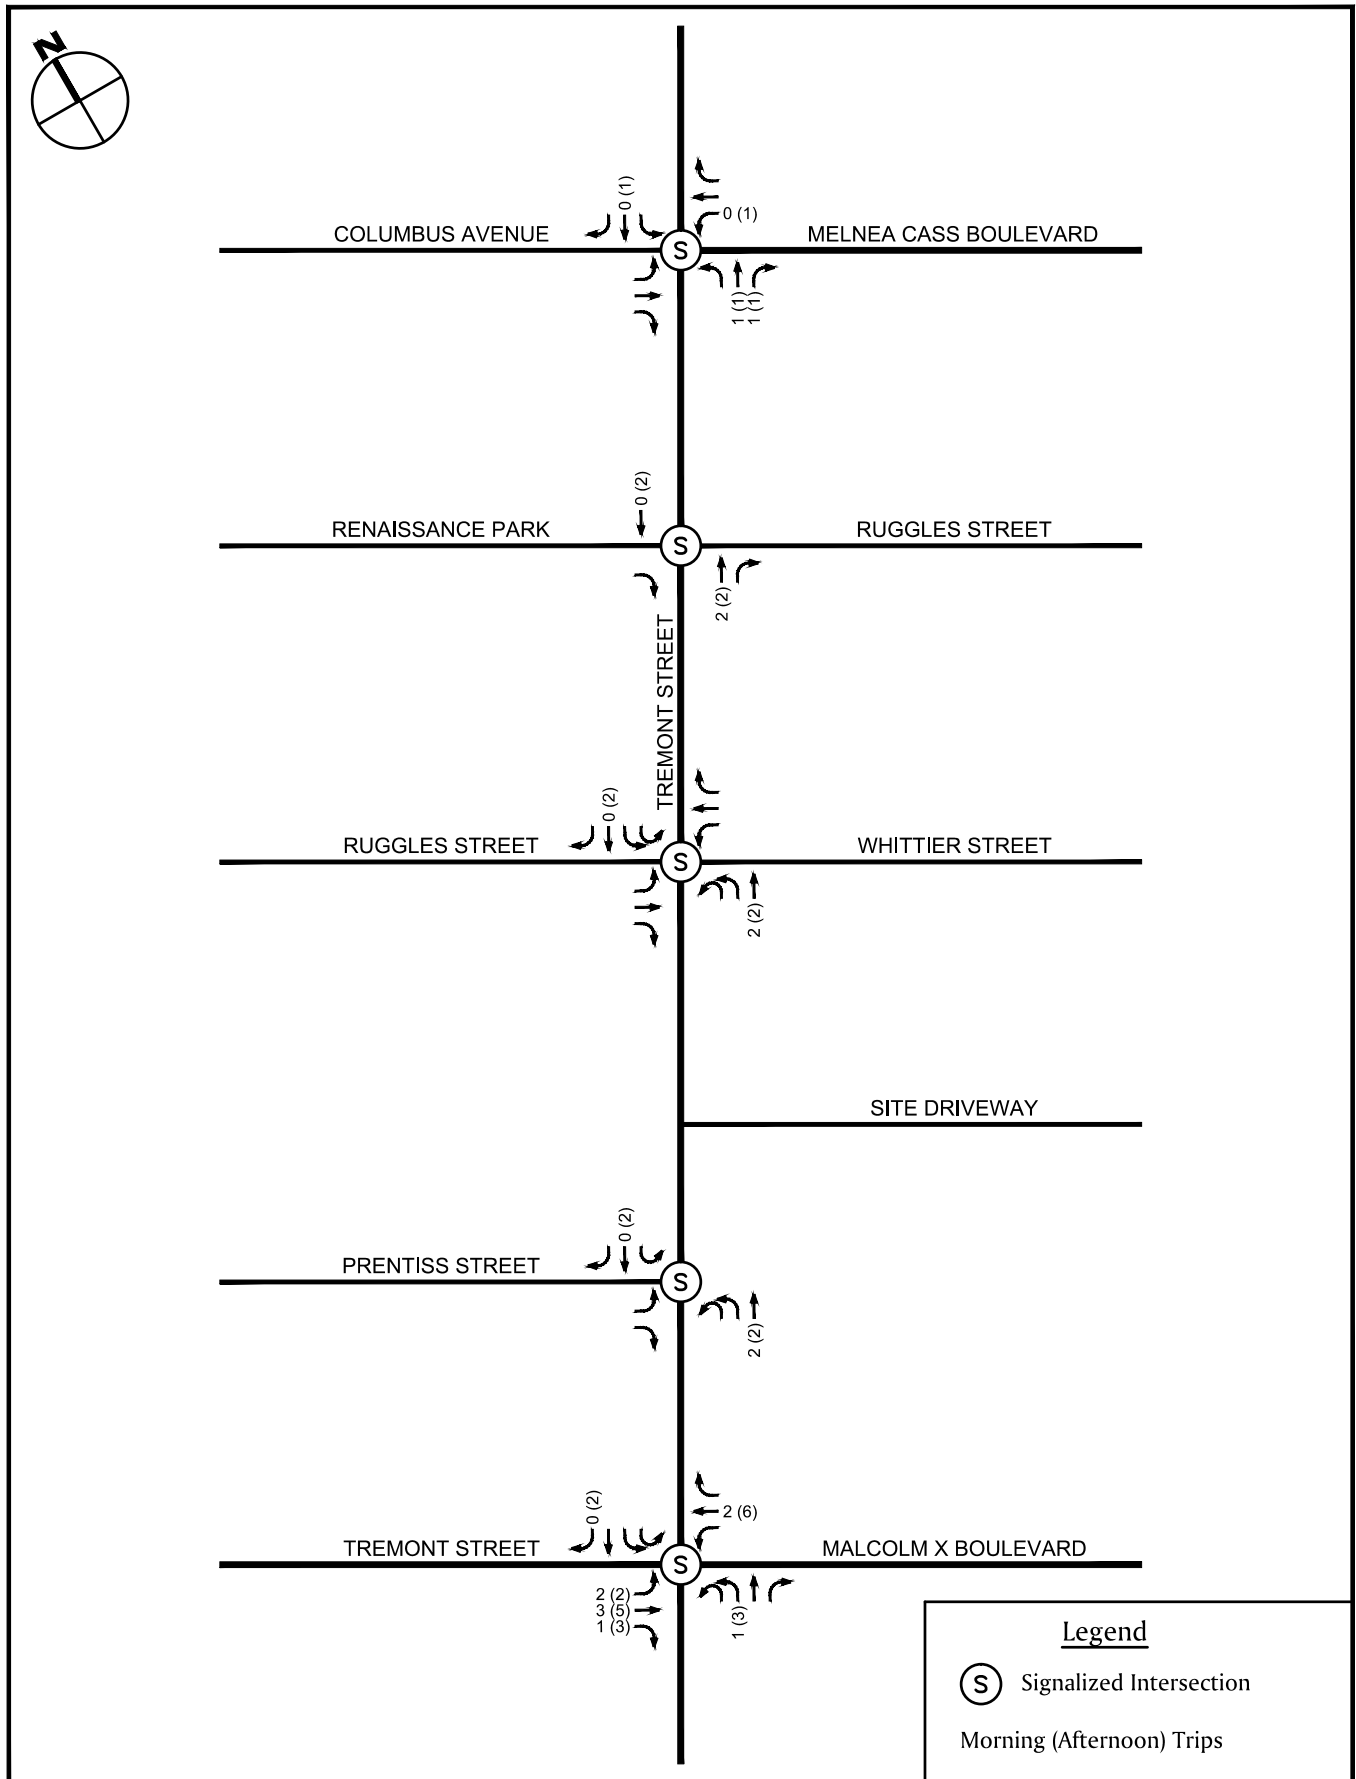 N
0 (1)
0 (1)
COLUMBUS AVENUE
MELNEA CASS BOULEVARD
S
1 (1)
1 (1)
0 (2)
RENAISSANCE PARK
RUGGLES STREET
S
2 (2)
TREMONT STREET
0 (2)
RUGGLES STREET
WHITTIER STREET
S
2 (2)
SITE DRIVEWAY
0 (2)
PRENTISS STREET
S
2 (2)
0 (2)
2 (6)
TREMONT STREET
MALCOLM X BOULEVARD
S
2 (2)
3 (5)
1 (3)
1 (3)
Legend
S Signalized Intersection
Morning (Afternoon) Trips